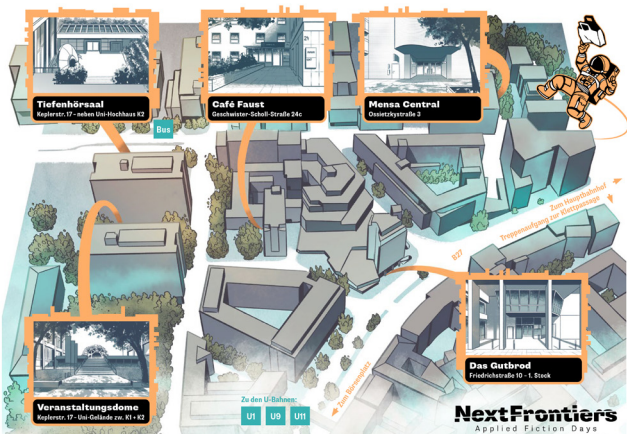 Tiefenhörsaal
Keplerstr. 17 - neben Uni-Hochhaus K2
Café Faust
Geschwister-Scholl-Straße 24c
Mensa Central
Ossietzkystraße 3
Bus
Zum Hauptbahnhof
Treppenaufgang zur Klettpassage
B27
Das Gutbrod
Friedrichstraße 10 - 1. Stock
Veranstaltungsdome
Keplerstr. 17 - Uni-Gelände zw. K1 + K2
Zu den U-Bahnen:
U1 U9 U11
Zum Börsenplatz
NextFrontiers
Applied Fiction Days